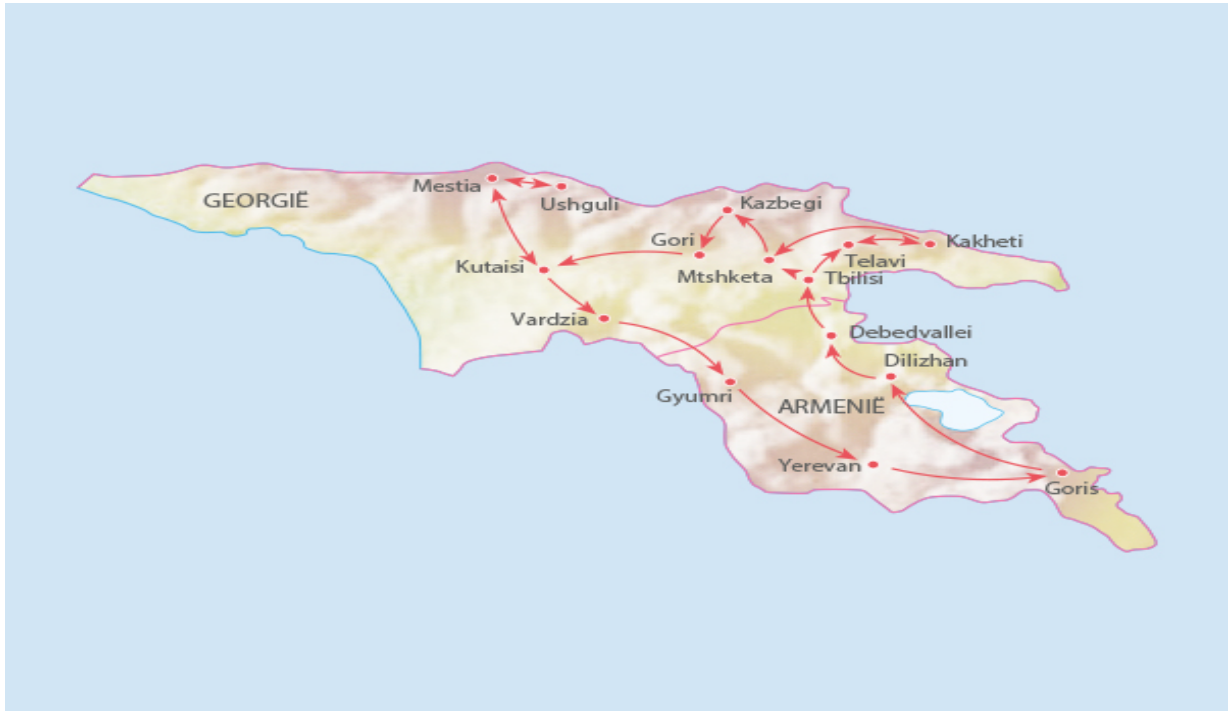 Mestia
GEORGIË
Ushguli
Kazbegi
Gori
Kakheti
Kutaisi
Mtshketa
Telavi
Tbilisi
Vardzia
Debedvallei
Dilizhan
Gyumri
ARMENIË
Yerevan
Goris